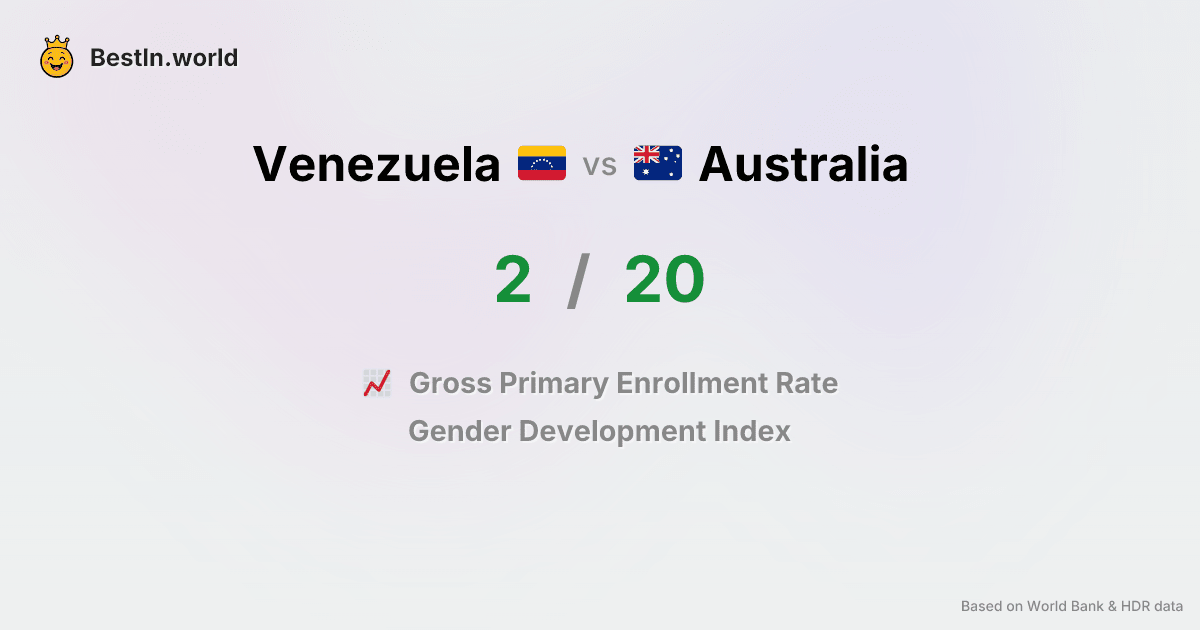 BestIn.world
Venezuela vs Australia
2 / 20
Gross Primary Enrollment Rate
Gender Development Index
Based on World Bank & HDR data